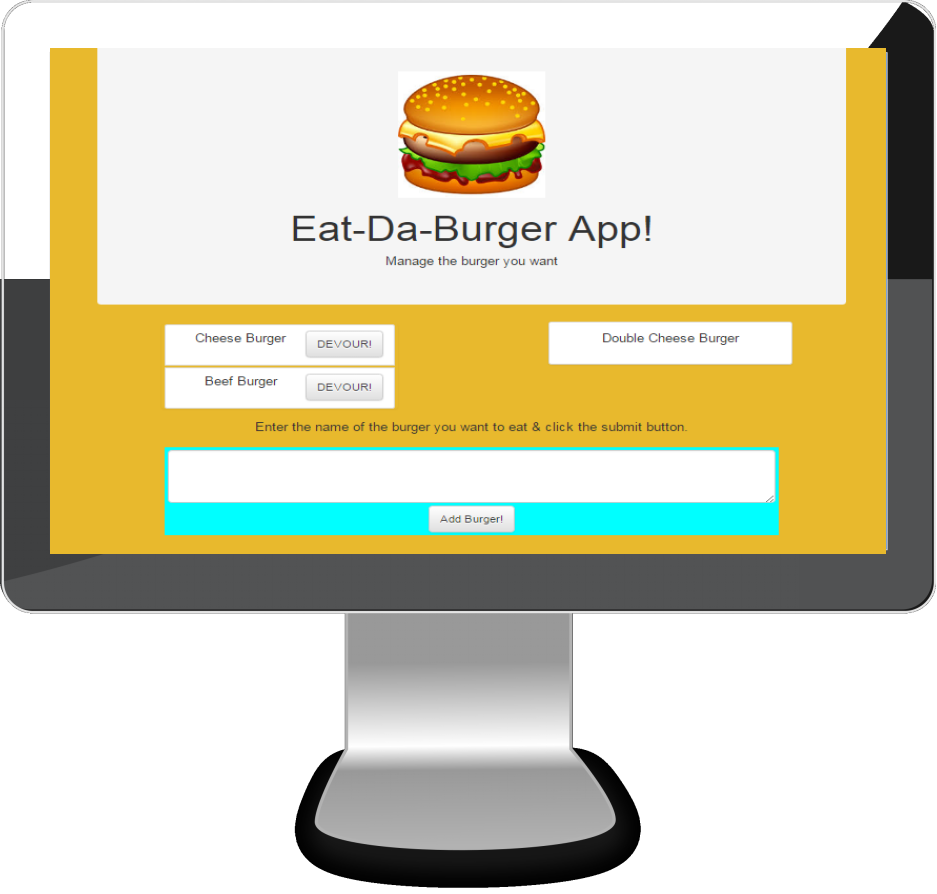 Eat-Da-Burger App!
Manage the burger you want
Cheese Burger
DEVOUR!
Double Cheese Burger
Beef Burger
DEVOUR!
Enter the name of the burger you want to eat & click the submit button.
Add Burger!